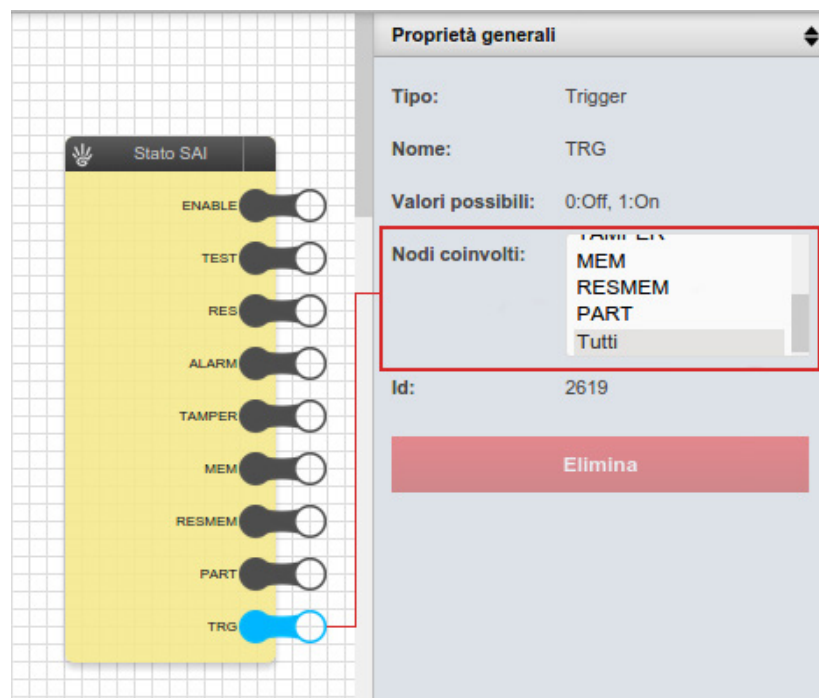 Stato SAI
ENABLE
TEST
RES
ALARM
TAMPER
MEM
RESMEM
PART
TRG
Proprietà generali
Tipo: Trigger
Nome: TRG
Valori possibili: 0:Off, 1:On
Nodi coinvolti:
TAMPER
MEM
RESMEM
PART
Tutti
Id: 2619
Elimina